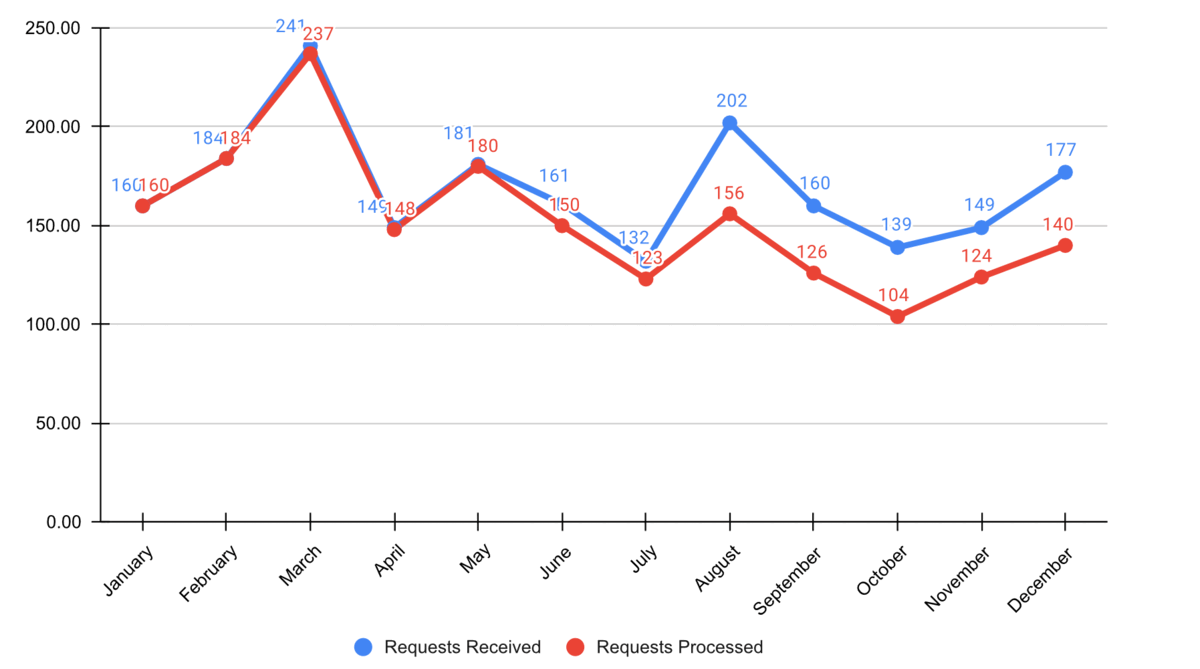 250.00
200.00
150.00
100.00
50.00
0.00
241
237
184
184
160
160
149
148
181
180
161
150
132
123
202
156
160
126
139
104
149
124
177
140
January
February
March
April
May
June
July
August
September
October
November
December
Requests Received
Requests Processed